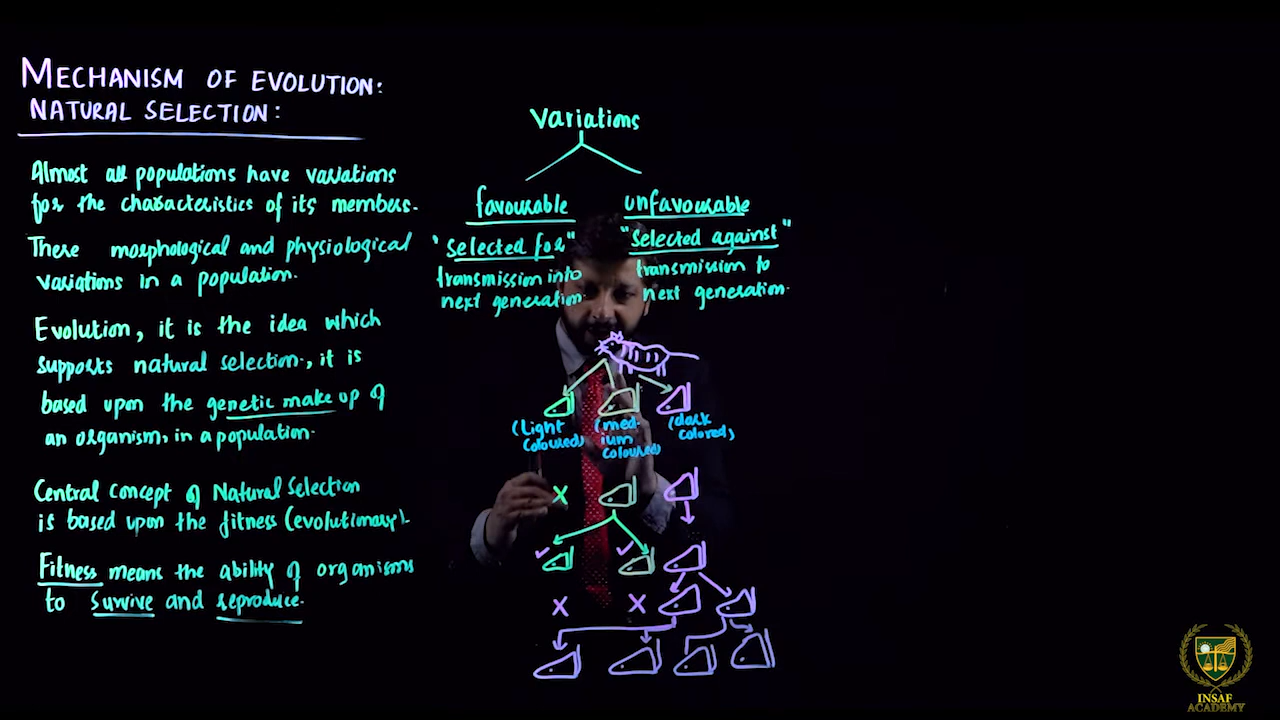 MECHANISM OF EVOLUTION:
NATURAL SELECTION:
Almost all populations have variations
for the characteristics of its members.
There morphological and physiological
variations in a population.
Evolution, it is the idea which
supports natural selection, it is
based upon the genetic make up of
an organism, in a population.
Central concept of Natural Selection
is based upon the fitness (evolutionary).
Fitness means the ability of organisms
to survive and reproduce.
Variations
favourable
"Selected for"
transmission into
next generation.
unfavourable
"Selected against"
transmission to
next generation.
(Light
coloured)
(med-
ium
coloured)
(dark
colored)
X
X X
INSAF
ACADEMY